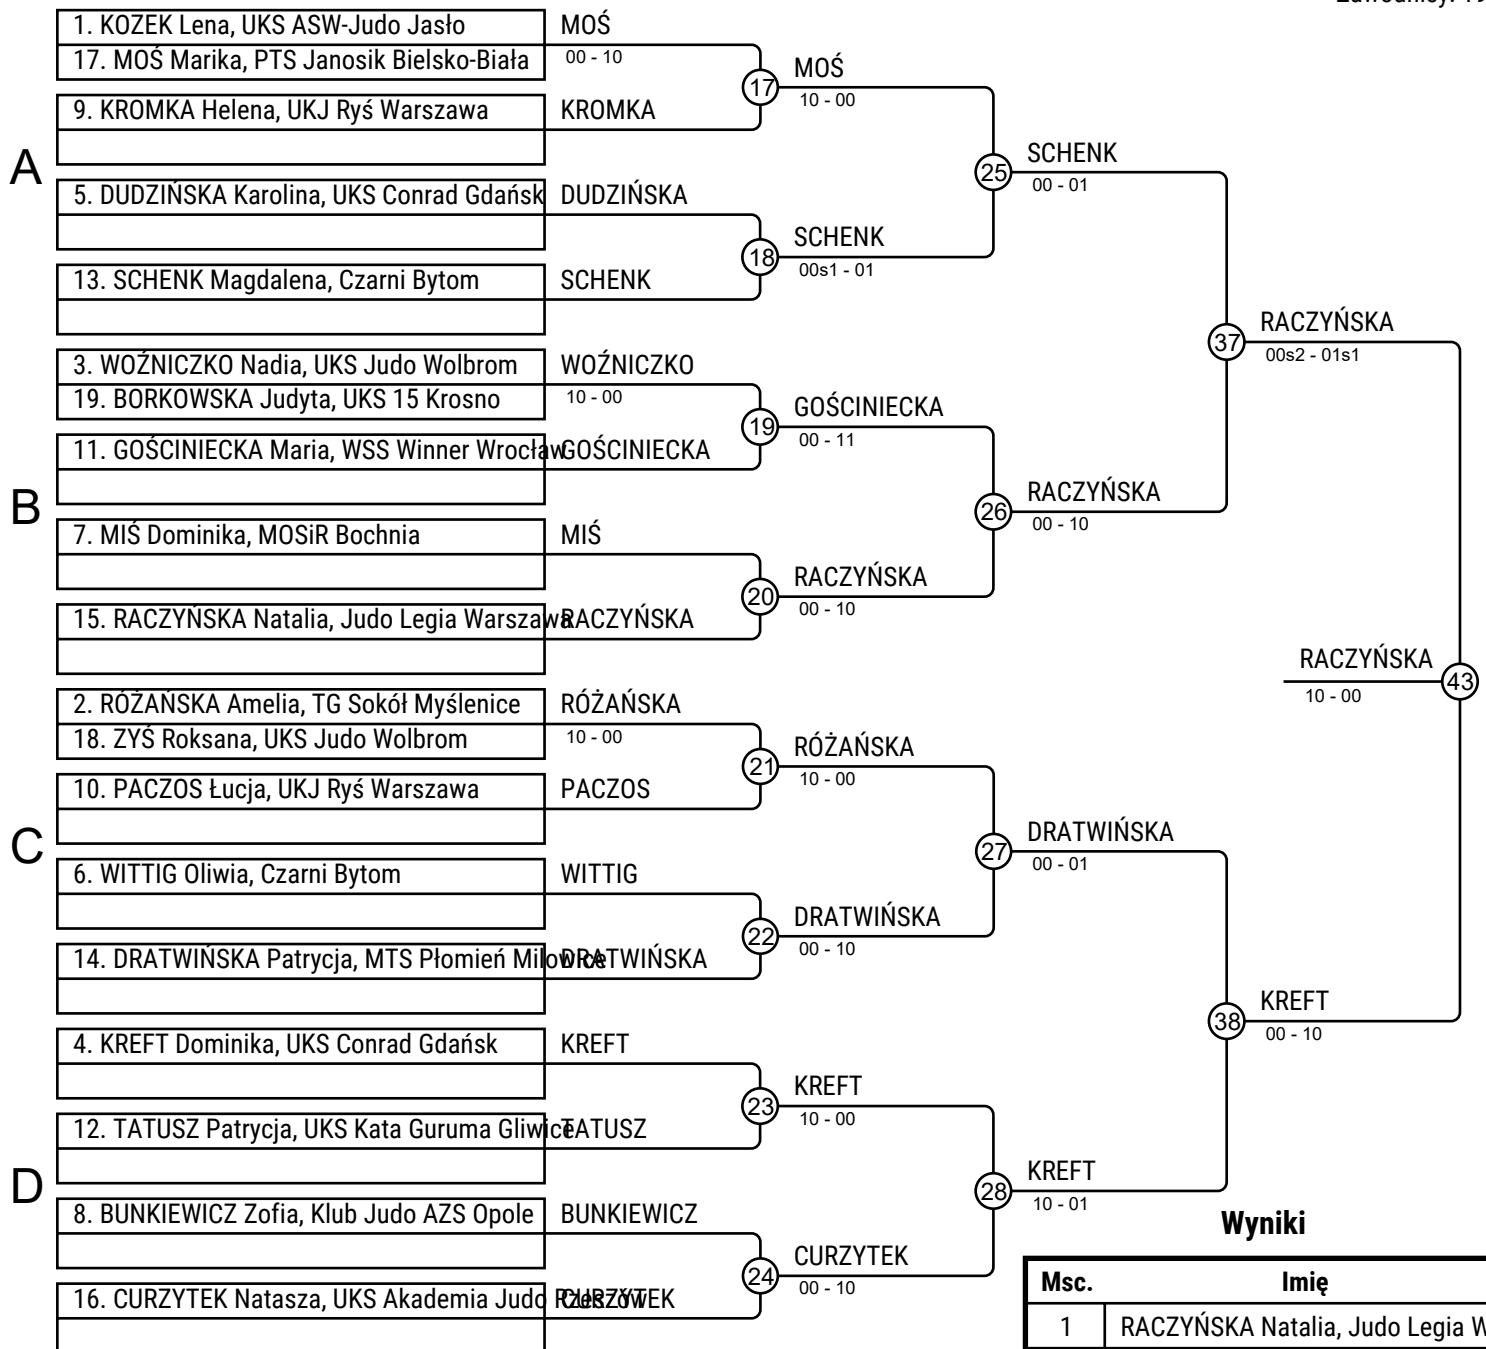 1. KOZEK Lena, UKS ASW-Judo Jasło
17. MOŚ Marika, PTS Janosik Bielsko-Biała
MOŚ
00 - 10
9. KROMKA Helena, UKJ Ryś Warszawa
KROMKA
17
MOŚ
10 - 00
A
5. DUDZIŃSKA Karolina, UKS Conrad Gdańsk
DUDZIŃSKA
13. SCHENK Magdalena, Czarni Bytom
SCHENK
18
SCHENK
00s1 - 01
25
SCHENK
00 - 01
3. WOŹNICZKO Nadia, UKS Judo Wolbrom
19. BORKOWSKA Judyta, UKS 15 Krosno
WOŹNICZKO
10 - 00
11. GOŚCINIECKA Maria, WSS Winner Wrocław
GOŚCINIECKA
19
GOŚCINIECKA
00 - 11
B
7. MIŚ Dominika, MOSiR Bochnia
MIŚ
15. RACZYŃSKA Natalia, Judo Legia Warszawa
RACZYŃSKA
20
RACZYŃSKA
00 - 10
26
RACZYŃSKA
00 - 10
37
RACZYŃSKA
00s2 - 01s1
2. RÓŻAŃSKA Amelia, TG Sokół Myślenice
18. ZYŚ Roksana, UKS Judo Wolbrom
RÓŻAŃSKA
10 - 00
10. PACZOS Łucja, UKJ Ryś Warszawa
PACZOS
21
RÓŻAŃSKA
10 - 00
C
6. WITTIG Oliwia, Czarni Bytom
WITTIG
14. DRATWIŃSKA Patrycja, MTS Płomień Milowice
DRATWIŃSKA
22
DRATWIŃSKA
00 - 10
27
DRATWIŃSKA
00 - 01
4. KREFT Dominika, UKS Conrad Gdańsk
KREFT
12. TATUSZ Patrycja, UKS Kata Guruma Gliwice
TATUSZ
23
KREFT
10 - 00
D
8. BUNKIEWICZ Zofia, Klub Judo AZS Opole
BUNKIEWICZ
16. CURZYTEK Natasza, UKS Akademia Judo Rzeszów
CURZYTEK
24
CURZYTEK
00 - 10
28
KREFT
10 - 01
38
KREFT
00 - 10
RACZYŃSKA
10 - 00
43
Wyniki
Msc. Imię
1 RACZYŃSKA Natalia, Judo Legia